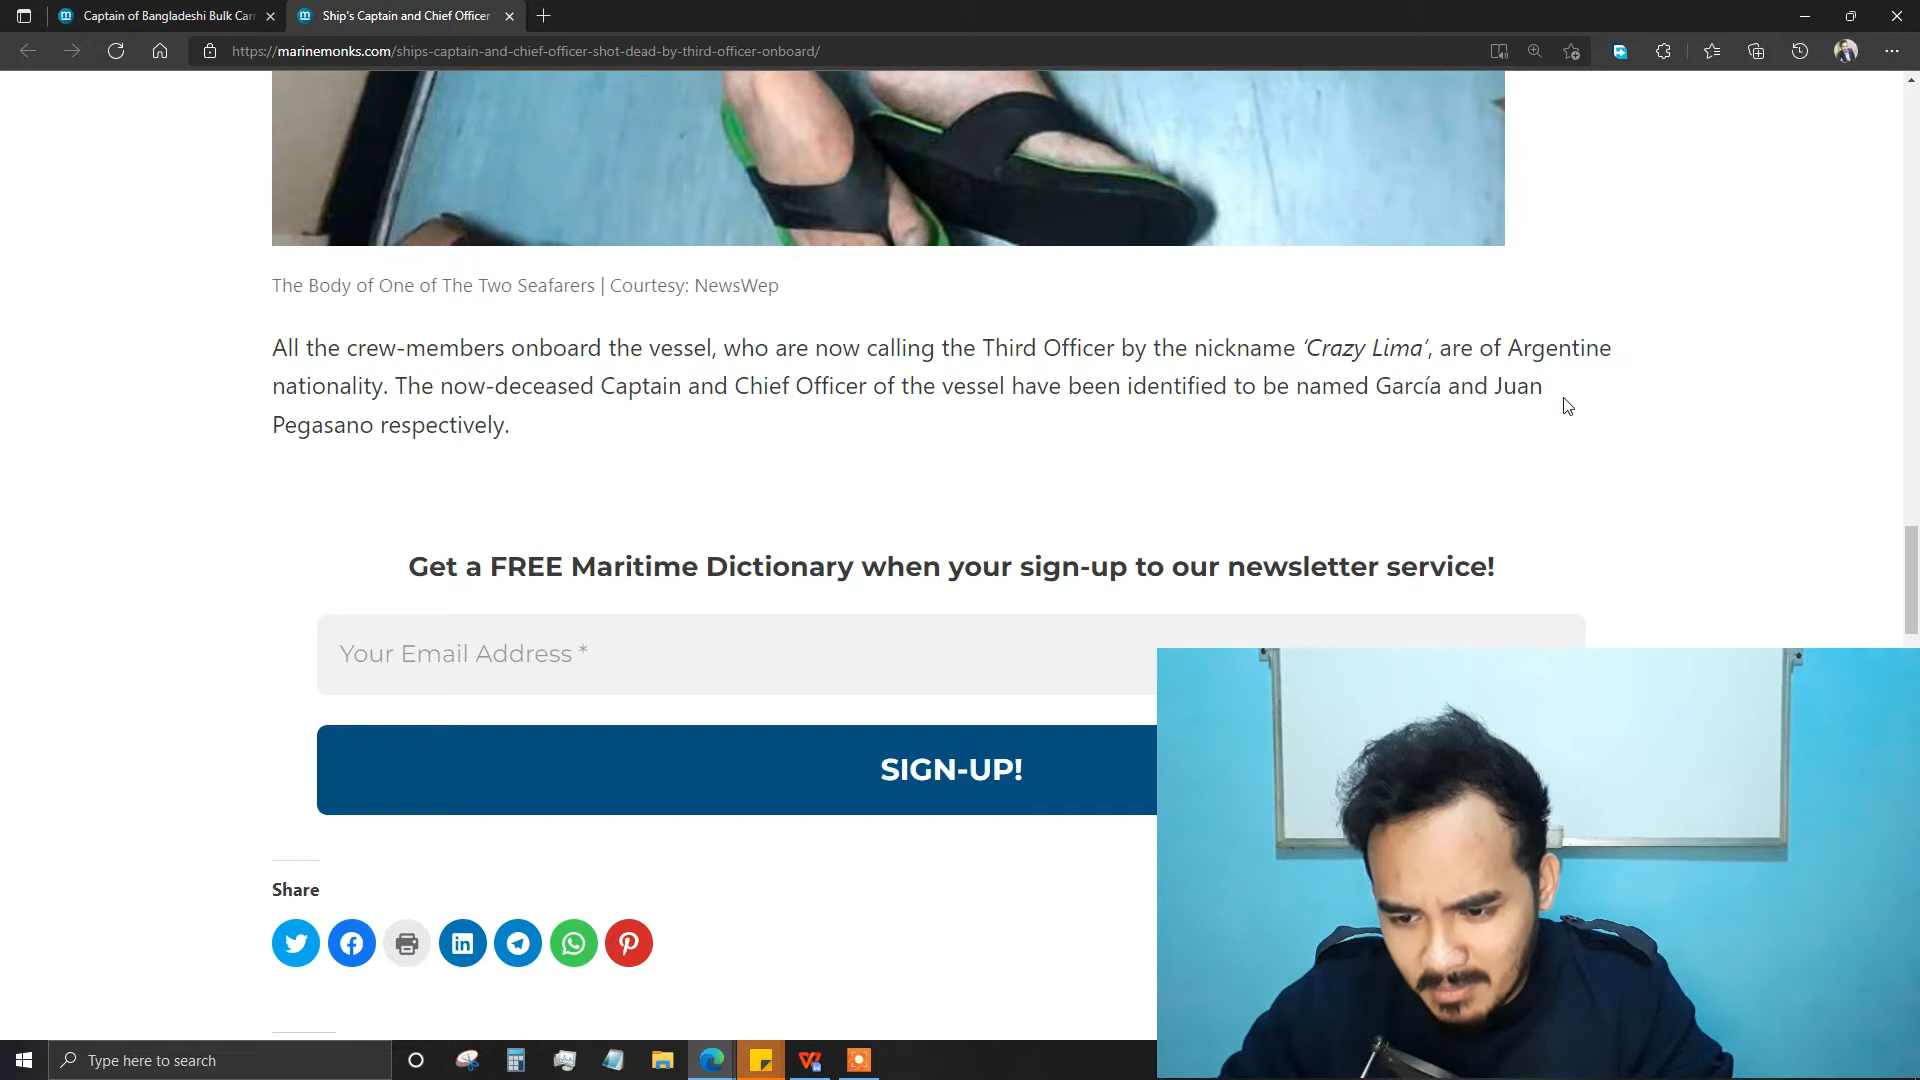 Captain of Bangladeshi Bulk Carr
Ship's Captain and Chief Officer
https://marinemonks.com/ships-captain-and-chief-officer-shot-dead-by-third-officer-onboard/
The Body of One of The Two Seafarers | Courtesy: NewsWep
All the crew-members onboard the vessel, who are now calling the Third Officer by the nickname ‘Crazy Lima’, are of Argentine
nationality. The now-deceased Captain and Chief Officer of the vessel have been identified to be named García and Juan
Pegasano respectively.
Get a FREE Maritime Dictionary when your sign-up to our newsletter service!
Your Email Address *
SIGN-UP!
Share
Type here to search